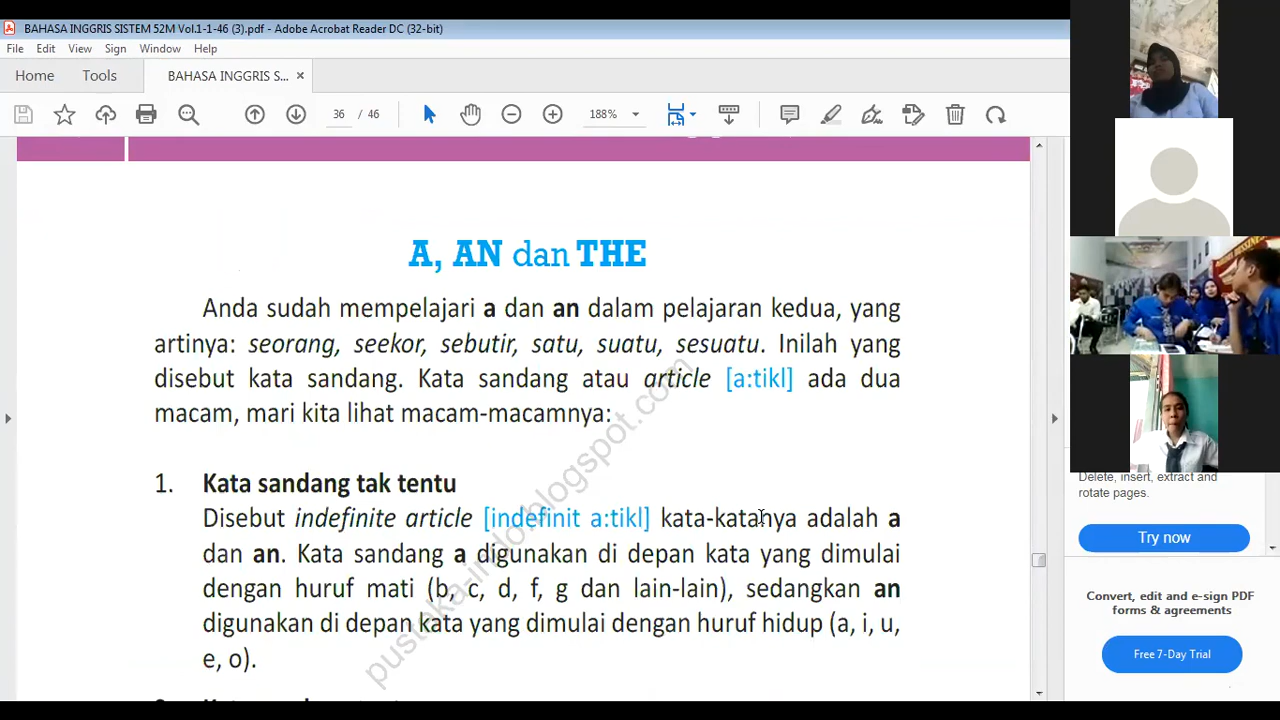 BAHASA INGGRIS SISTEM 52M Vol.1-1-46 (3).pdf - Adobe Acrobat Reader DC (32-bit)
File Edit View Sign Window Help
Home Tools BAHASA INGGRIS S... ×
36 / 46 188%
A, AN dan THE
Anda sudah mempelajari a dan an dalam pelajaran kedua, yang
artinya: seorang, seekor, sebutir, satu, suatu, sesuatu. Inilah yang
disebut kata sandang. Kata sandang atau article [a:tikl] ada dua
macam, mari kita lihat macam-macamnya:
1. Kata sandang tak tentu
Disebut indefinite article [indefinit a:tikl] kata-katanya adalah a
dan an. Kata sandang a digunakan di depan kata yang dimulai
dengan huruf mati (b, c, d, f, g dan lain-lain), sedangkan an
digunakan di depan kata yang dimulai dengan huruf hidup (a, i, u,
e, o).
pusteka-indo.blogspot.com
Delete, insert, extract and
rotate pages.
Try now
Convert, edit and e-sign PDF
forms & agreements
Free 7-Day Trial